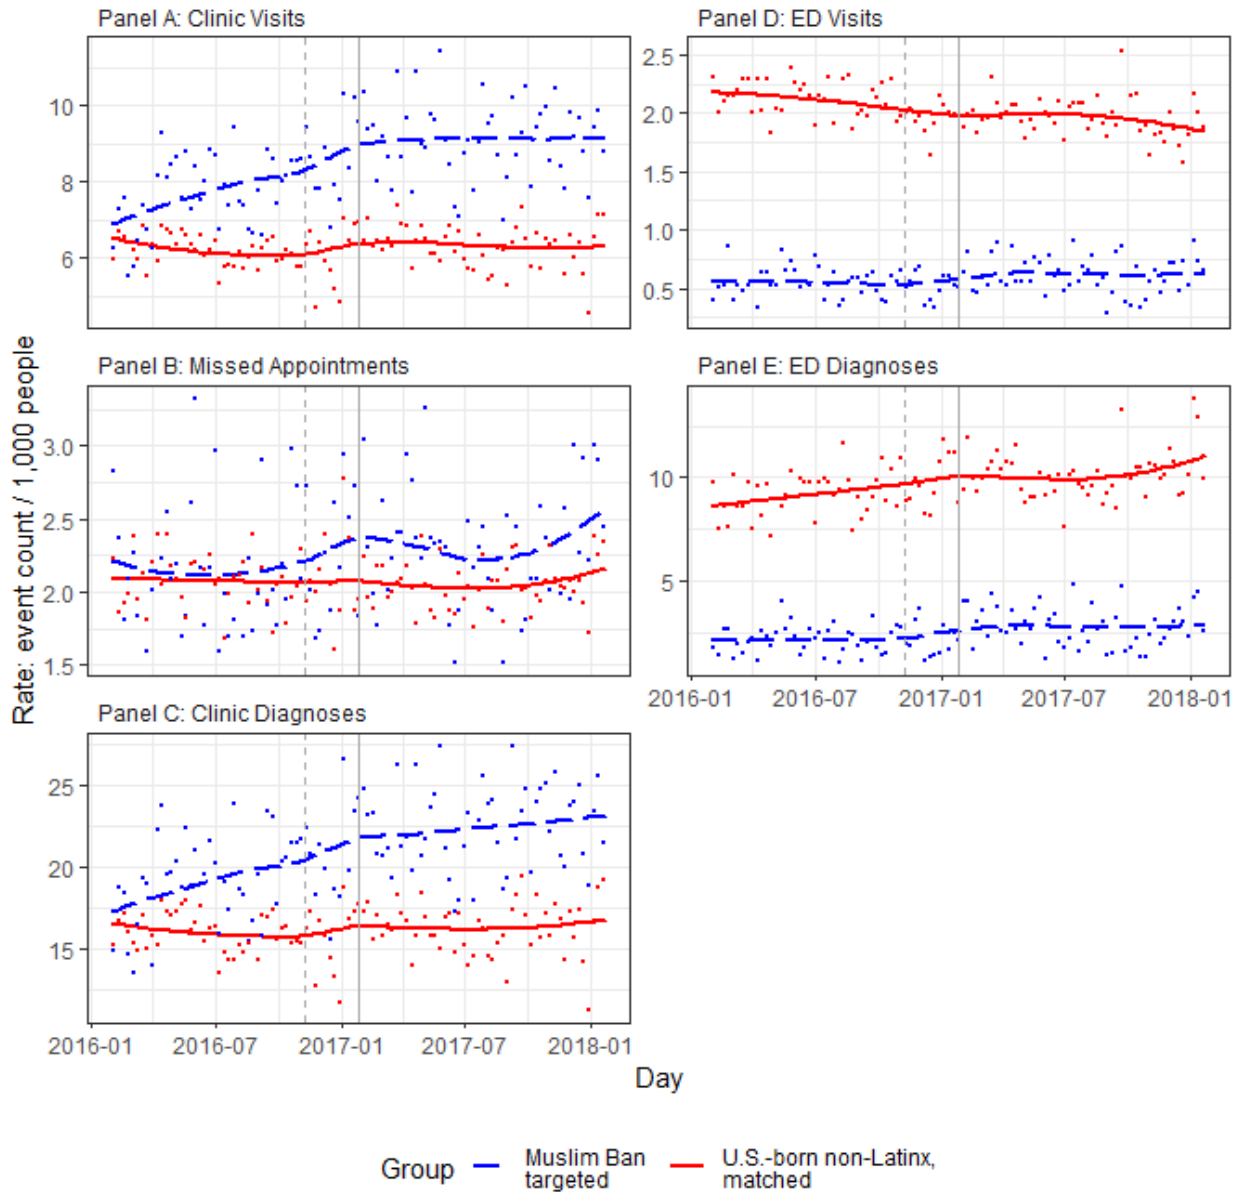 Panel A: Clinic Visits
10
8
6
Panel D: ED Visits
2.5
2.0
1.5
1.0
0.5
Rate: event count / 1,000 people
Panel B: Missed Appointments
3.0
2.5
2.0
1.5
Panel E: ED Diagnoses
10
5
2016-01 2016-07 2017-01 2017-07 2018-01
Panel C: Clinic Diagnoses
25
20
15
2016-01 2016-07 2017-01 2017-07 2018-01
Day
Group
Muslim Ban
targeted
U.S.-born non-Latinx,
matched